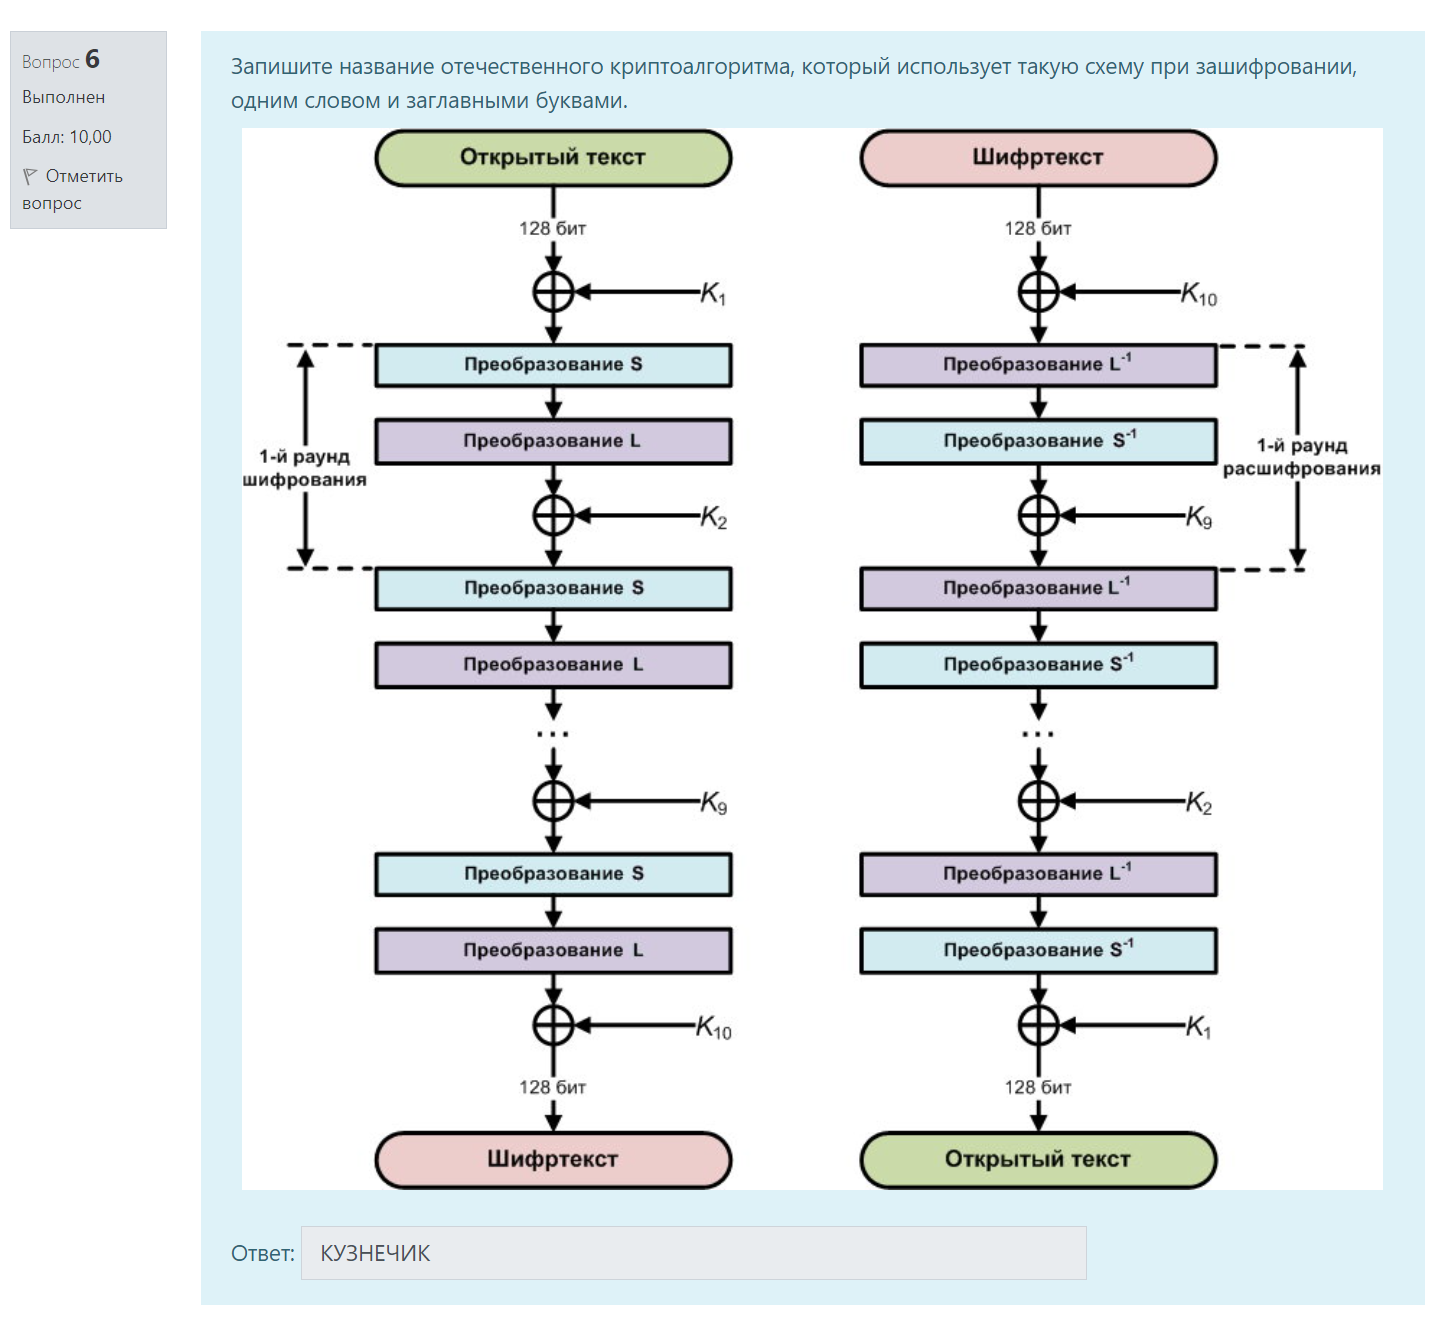 Вопрос 6
Выполнен
Балл: 10,00
Отметить
вопрос
Запишите название отечественного криптоалгоритма, который использует такую схему при зашифровании,
одним словом и заглавными буквами.
Открытый текст
128 бит
K1
Преобразование S
Преобразование L
1-й раунд
шифрования
K2
Преобразование S
Преобразование L
...
K9
Преобразование S
Преобразование L
K10
128 бит
Шифртекст
Шифртекст
128 бит
K10
Преобразование L-1
Преобразование S-1
1-й раунд
расшифрования
K9
Преобразование L-1
Преобразование S-1
...
K2
Преобразование L-1
Преобразование S-1
K1
128 бит
Открытый текст
Ответ: КУЗНЕЧИК